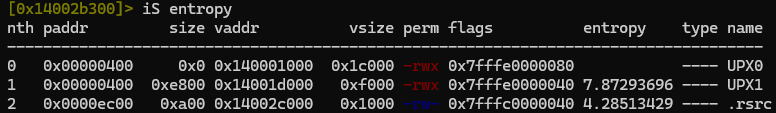 [0x14002b300]> iS entropy
nth paddr size vaddr vsize perm flags entropy type name
―――――――――――――――――――――――――――――――――――――――――――――――――――――――――――――――――――――――――――――――――――
0 0x00000400 0x0 0x140001000 0x1c000 -rwx 0x7fffe0000080 ---- UPX0
1 0x00000400 0xe800 0x14001d000 0xf000 -rwx 0x7fffe0000040 7.87293696 ---- UPX1
2 0x0000ec00 0xa00 0x14002c000 0x1000 -rw- 0x7fffc0000040 4.28513429 ---- .rsrc